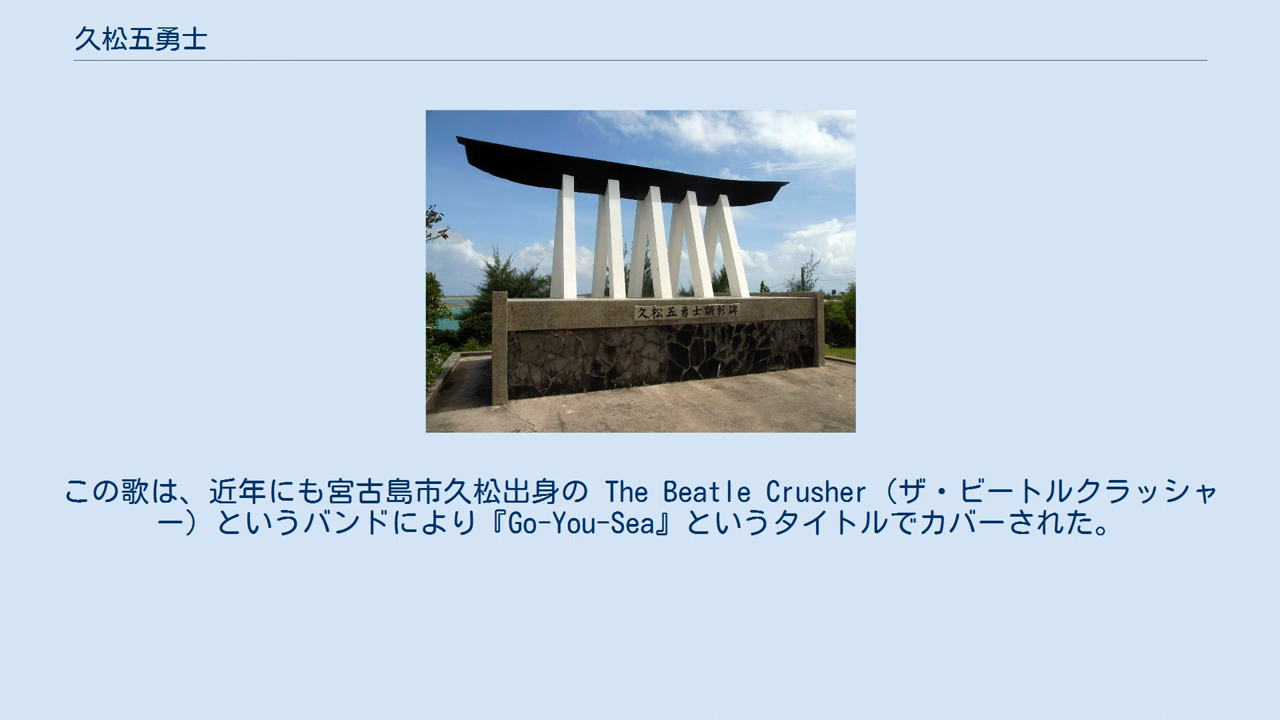 久松五勇士
久松五勇士顕彰碑
この歌は、近年にも宮古島市久松出身の The Beatle Crusher（ザ・ビートルクラッシャ
ー）というバンドにより『Go-You-Sea』というタイトルでカバーされた。